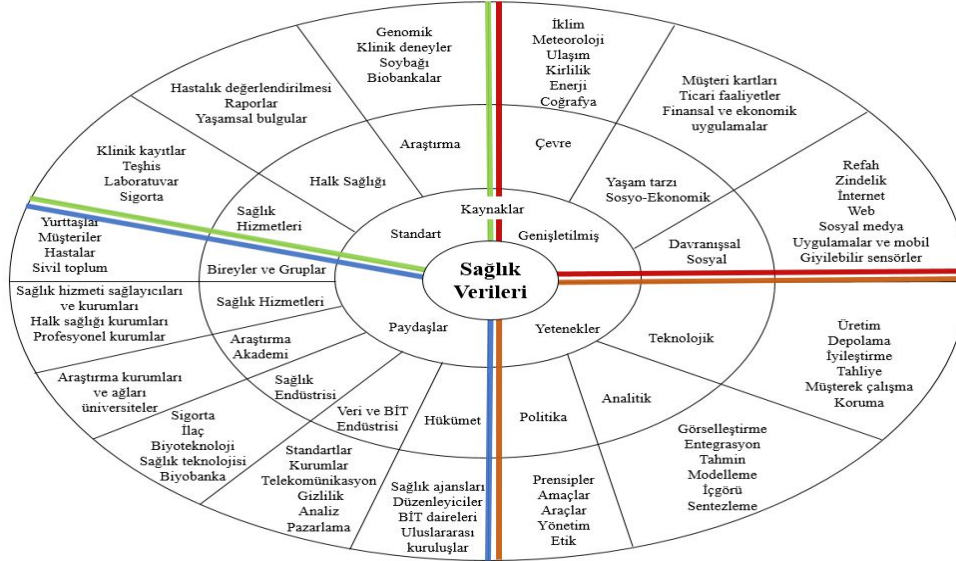 Genomik
Klinik deneyler
Soybağı
Biobankalar
İklim
Meteoroloji
Ulaşım
Kirlilik
Enerji
Coğrafya
Hastalık değerlendirilmesi
Raporlar
Yaşamsal bulgular
Müşteri kartları
Ticari faaliyetler
Finansal ve ekonomik
uygulamalar
Klinik kayıtlar
Teşhis
Laboratuvar
Sigorta
Araştırma
Çevre
Halk Sağlığı
Yaşam tarzı
Sosyo-Ekonomik
Refah
Zindelik
İnternet
Web
Sosyal medya
Uygulamalar ve mobil
Giyilebilir sensörler
Sağlık
Hizmetleri
Kaynaklar
Standart
Genişletilmiş
Davranışsal
Sosyal
Yurttaşlar
Müşteriler
Hastalar
Sivil toplum
Bireyler ve Gruplar
Sağlık
Verileri
Sağlık hizmeti sağlayıcıları
ve kurumları
Halk sağlığı kurumları
Profesyonel kurumlar
Sağlık Hizmetleri
Paydaşlar
Yetenekler
Teknolojik
Üretim
Depolama
İyileştirme
Tahliye
Müşterek çalışma
Koruma
Araştırma
Akademi
Araştırma kurumları
ve ağları
üniversiteler
Sağlık
Endüstrisi
Veri ve BİT
Endüstrisi
Hükümet
Politika
Analitik
Sigorta
İlaç
Biyoteknoloji
Sağlık teknolojisi
Biyobanka
Standartlar
Kurumlar
Telekomünikasyon
Gizlilik
Analiz
Pazarlama
Sağlık ajansları
Düzenleyiciler
BİT daireleri
Uluslararası
kuruluşlar
Prensipler
Amaçlar
Araçlar
Yönetim
Etik
Görselleştirme
Entegrasyon
Tahmin
Modelleme
İçgörü
Sentezleme